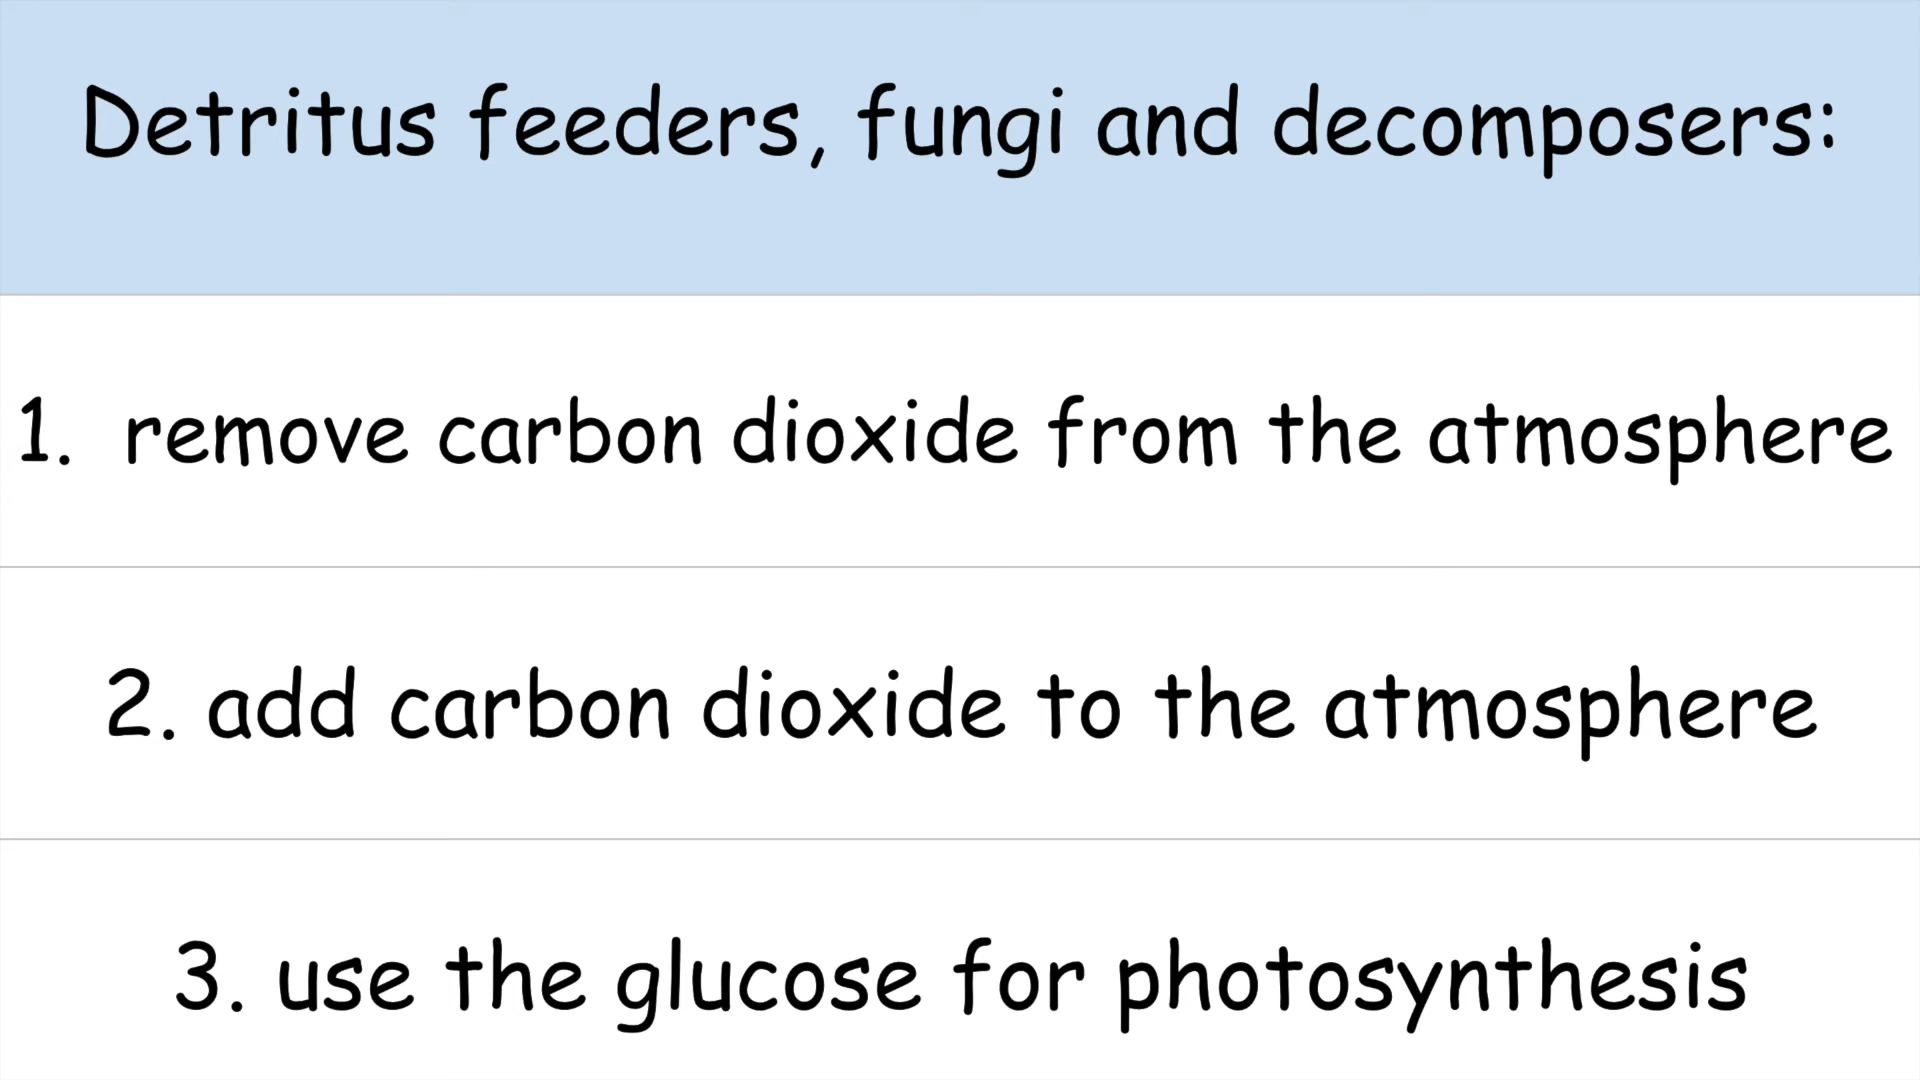 Detritus feeders, fungi and decomposers:
1. remove carbon dioxide from the atmosphere
2. add carbon dioxide to the atmosphere
3. use the glucose for photosynthesis